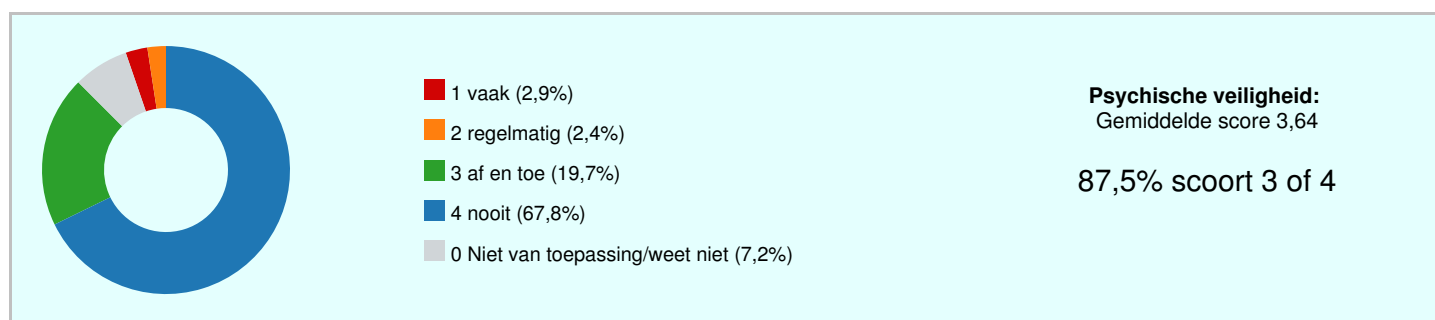 1 vaak (2,9%)
2 regelmatig (2,4%)
3 af en toe (19,7%)
4 nooit (67,8%)
0 Niet van toepassing/weet niet (7,2%)
Psychische veiligheid:
Gemiddelde score 3,64
87,5% scoort 3 of 4